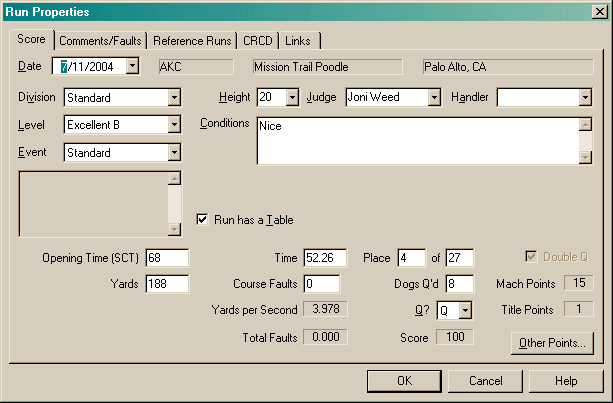 Run Properties
Score Comments/Faults Reference Runs CRCD Links
Date 7/11/2004 AKC Mission Trail Poodle Palo Alto, CA
Division Standard Height 20 Judge Joni Weed Handler
Level Excellent B Conditions Nice
Event Standard
Run has a Table
Opening Time (SCT) 68 Time 52.26 Place 4 of 27 Double Q
Yards 188 Course Faults 0 Dogs Q'd 8 Mach Points 15
Yards per Second 3.978 Q? Q Title Points 1
Total Faults 0.000 Score 100 Other Points...
OK Cancel Help